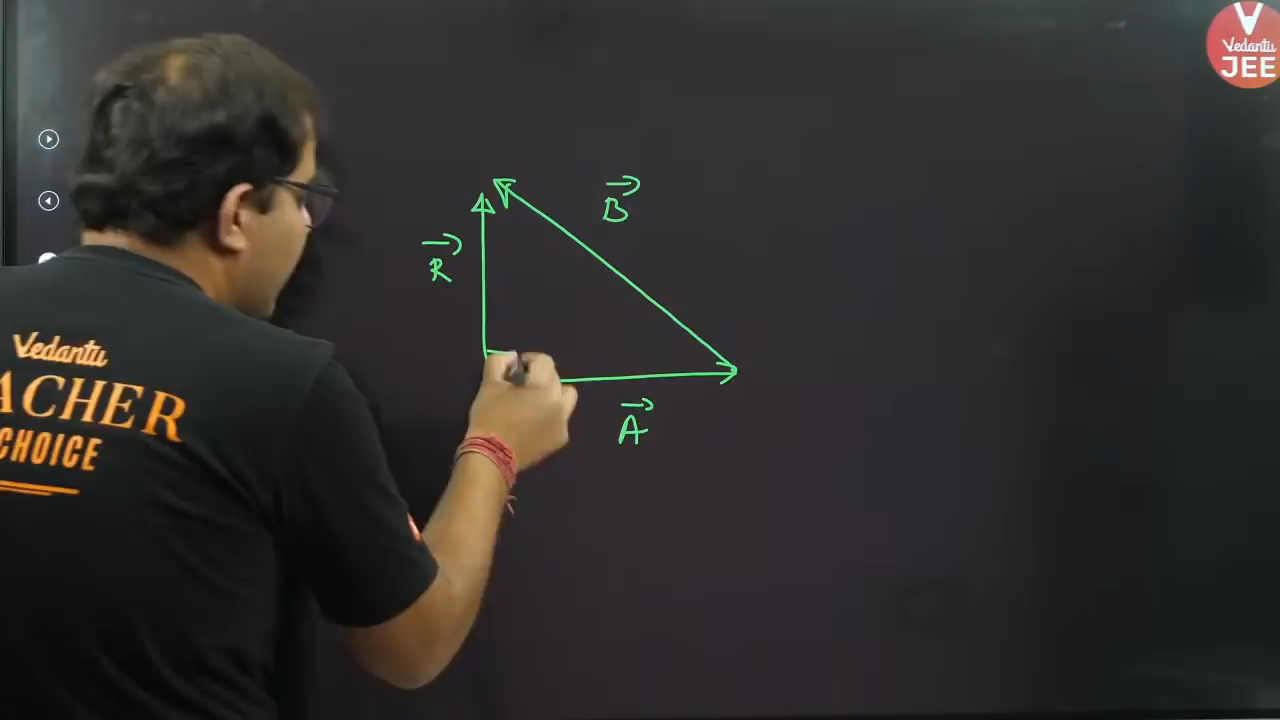 Vedantu
JEE
B
R
A
Vedantu
ACHER
CHOICE